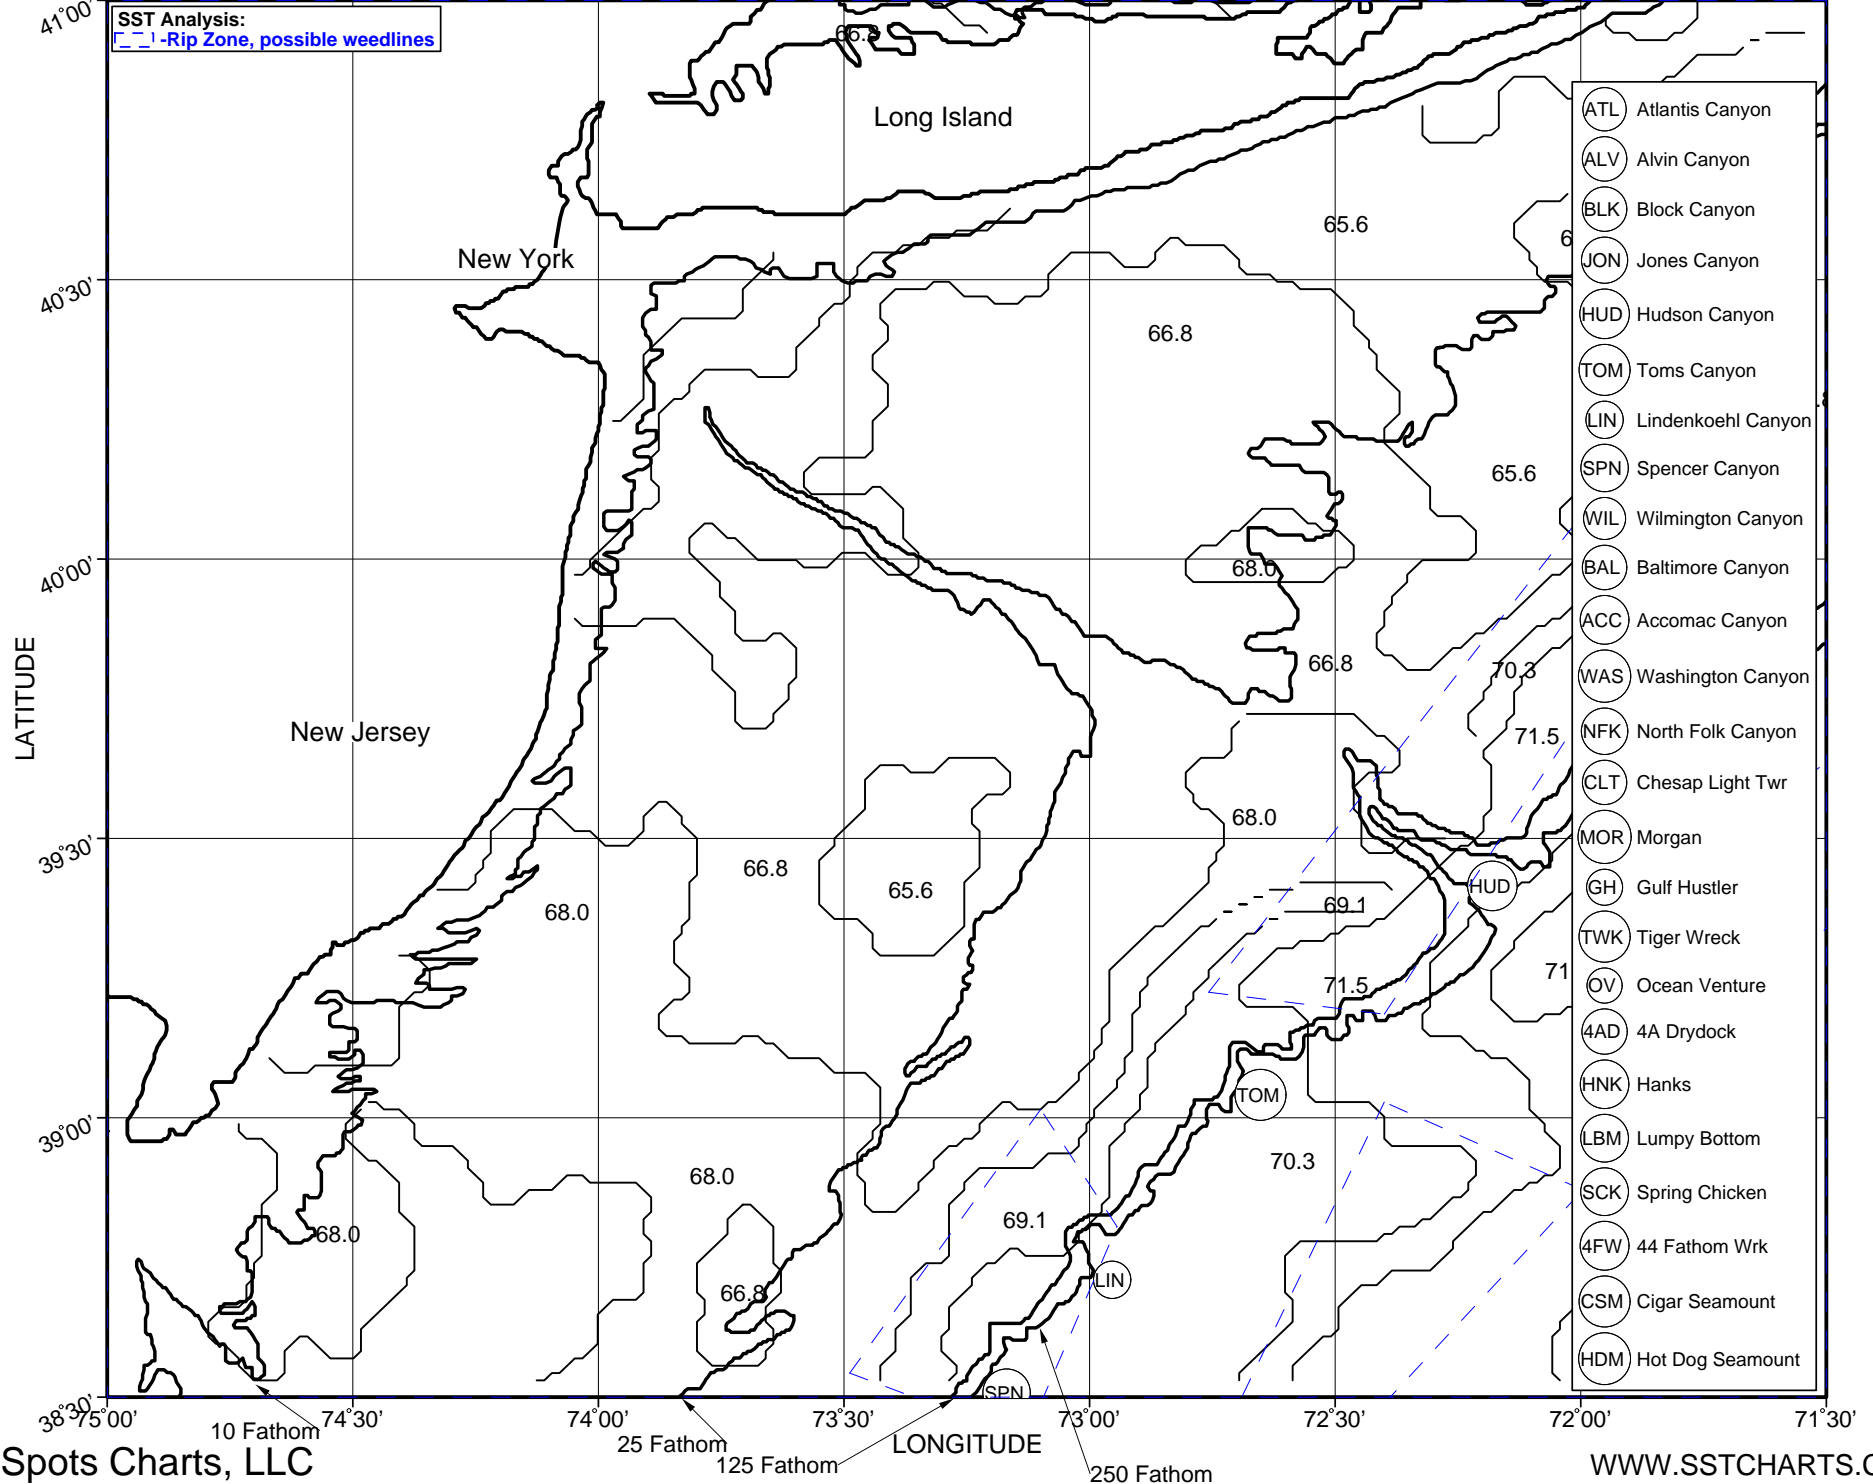 41°00'
SST Analysis:
-Rip Zone, possible weedlines
66.8
Long Island
ATL Atlantis Canyon
ALV Alvin Canyon
BLK Block Canyon
65.6
New York
JON Jones Canyon
40°30'
HUD Hudson Canyon
66.8
TOM Toms Canyon
LIN Lindenkoehl Canyon
65.6
SPN Spencer Canyon
WIL Wilmington Canyon
40°00'
68.0
BAL Baltimore Canyon
ACC Accomac Canyon
LATITUDE
66.8
70.3
WAS Washington Canyon
New Jersey
71.5
NFK North Folk Canyon
CLT Chesap Light Twr
68.0
39°30'
MOR Morgan
66.8
65.6
HUD
GH Gulf Hustler
68.0
69.1
TWK Tiger Wreck
71.5
71
OV Ocean Venture
4AD 4A Drydock
HNK Hanks
TOM
39°00'
LBM Lumpy Bottom
68.0
70.3
SCK Spring Chicken
69.1
68.0
4FW 44 Fathom Wrk
LIN
66.8
CSM Cigar Seamount
HDM Hot Dog Seamount
SPN
38°30'
75°00'
74°30'
74°00'
73°30'
73°00'
72°30'
72°00'
71°30'
10 Fathom
25 Fathom
LONGITUDE
125 Fathom
250 Fathom
Spots Charts, LLC
WWW.SSTCHARTS.